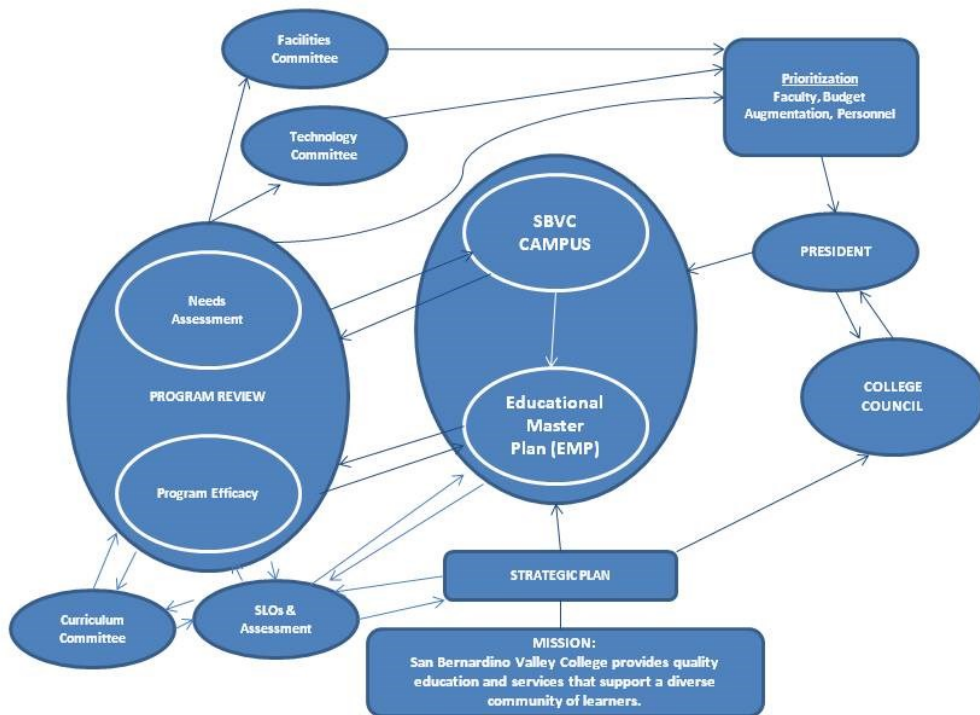 Facilities
Committee
Prioritization
Faculty, Budget
Augmentation, Personnel
Technology
Committee
SBVC
CAMPUS
PRESIDENT
Needs
Assessment
PROGRAM REVIEW
COLLEGE
COUNCIL
Educational
Master
Plan (EMP)
Program Efficacy
STRATEGIC PLAN
SLOs &
Assessment
Curriculum
Committee
MISSION:
San Bernardino Valley College provides quality
education and services that support a diverse
community of learners.